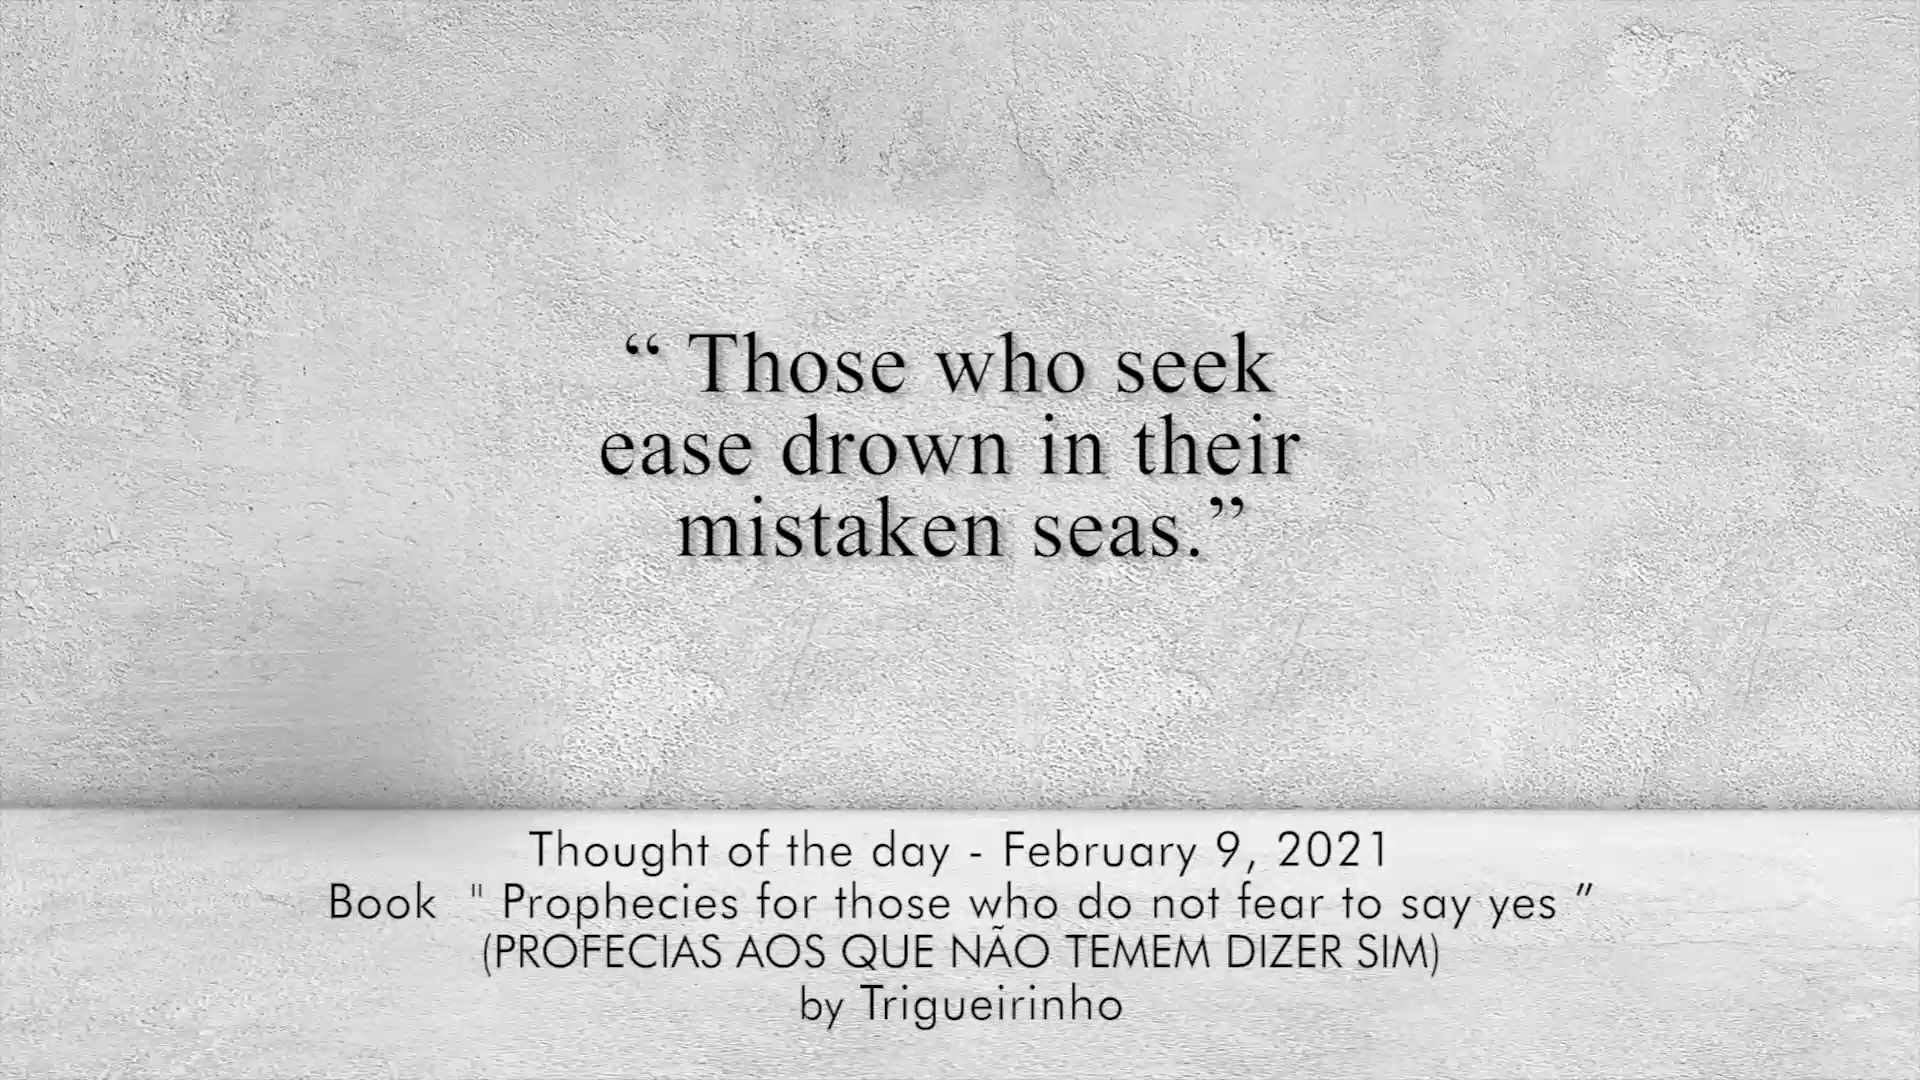 “ Those who seek
ease drown in their
mistaken seas.”
Thought of the day - February 9, 2021
Book " Prophecies for those who do not fear to say yes ”
(PROFECIAS AOS QUE NÃO TEMEM DIZER SIM)
by Trigueirinho